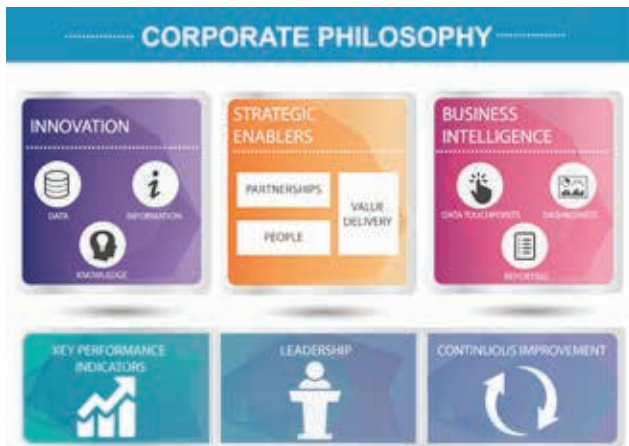 CORPORATE PHILOSOPHY
INNOVATION
DATA
INFORMATION
KNOWLEDGE
STRATEGIC
ENABLERS
PARTNERSHIPS
PEOPLE
VALUE
DELIVERY
BUSINESS
INTELLIGENCE
DATA TOUCHPOINTS
DASHBOARDS
REPORTING
KEY PERFORMANCE
INDICATORS
LEADERSHIP
CONTINUOUS IMPROVEMENT